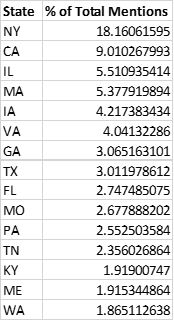 State % of Total Mentions
NY 18.16061595
CA 9.010267993
IL 5.510935414
MA 5.377919894
IA 4.217383434
VA 4.04132286
GA 3.065163101
TX 3.011978612
FL 2.747485075
MO 2.677888202
PA 2.552503584
TN 2.356026864
KY 1.91900747
ME 1.915344864
WA 1.865112638